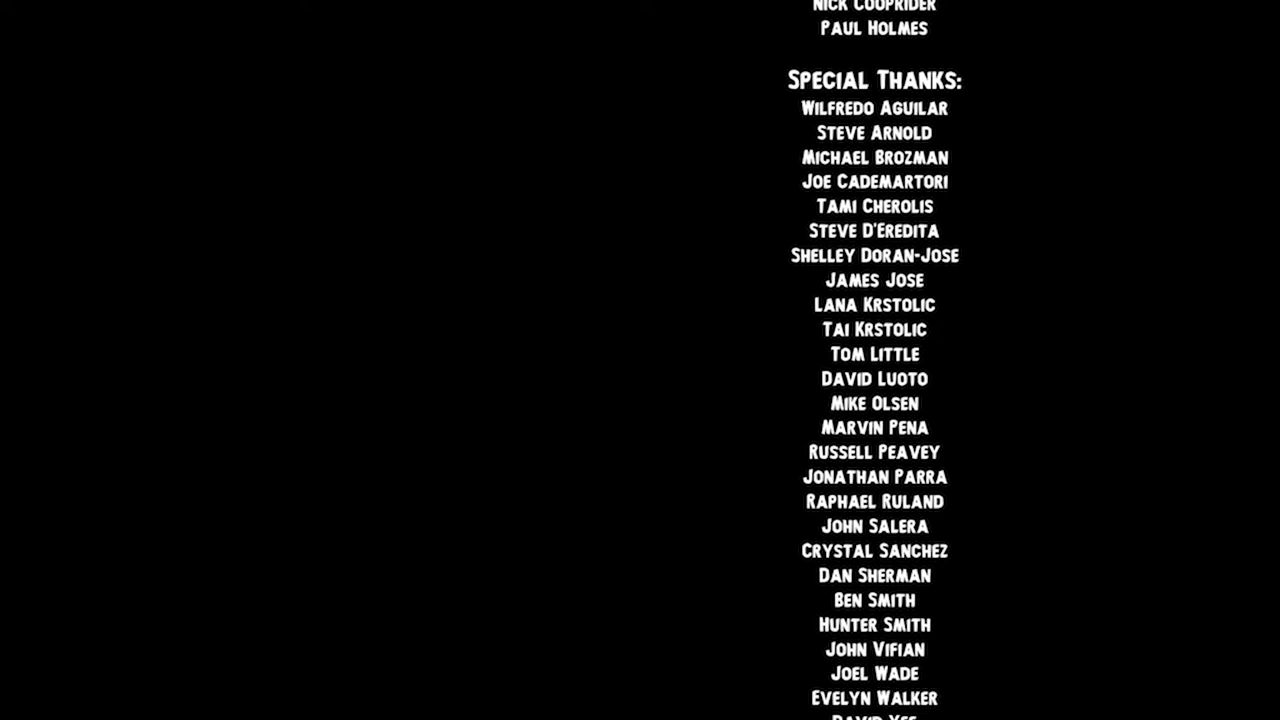 Nick Cooprider
Paul Holmes
Special Thanks:
Wilfredo Aguilar
Steve Arnold
Michael Brozman
Joe Cademartori
Tami Cherolis
Steve D'Eredita
Shelley Doran-Jose
James Jose
Lana Krstolic
Tai Krstolic
Tom Little
David Luoto
Mike Olsen
Marvin Pena
Russell Peavey
Jonathan Parra
Raphael Ruland
John Salera
Crystal Sanchez
Dan Sherman
Ben Smith
Hunter Smith
John Vifian
Joel Wade
Evelyn Walker
David